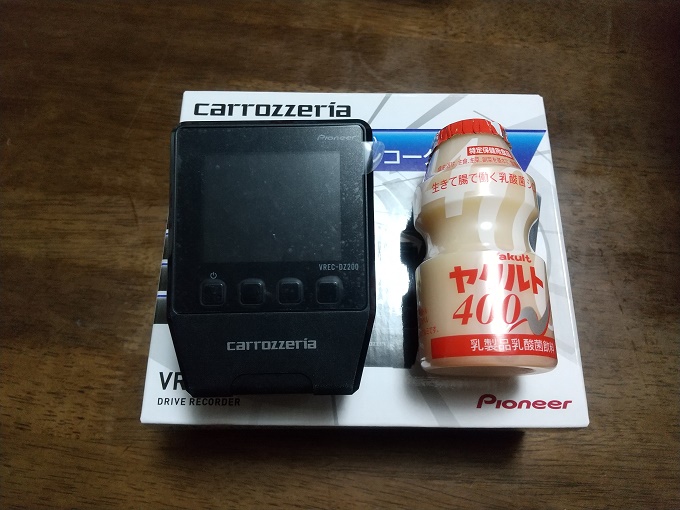 carrozzeria
Pioneer
コー
VREC-DZ200
carrozzeria
VR
DRIVE RECORDER
Pioneer
特定保健用食品
生きて腸で働く乳酸菌シ
Yakult
ヤクルト
400
乳製品乳酸菌飲料